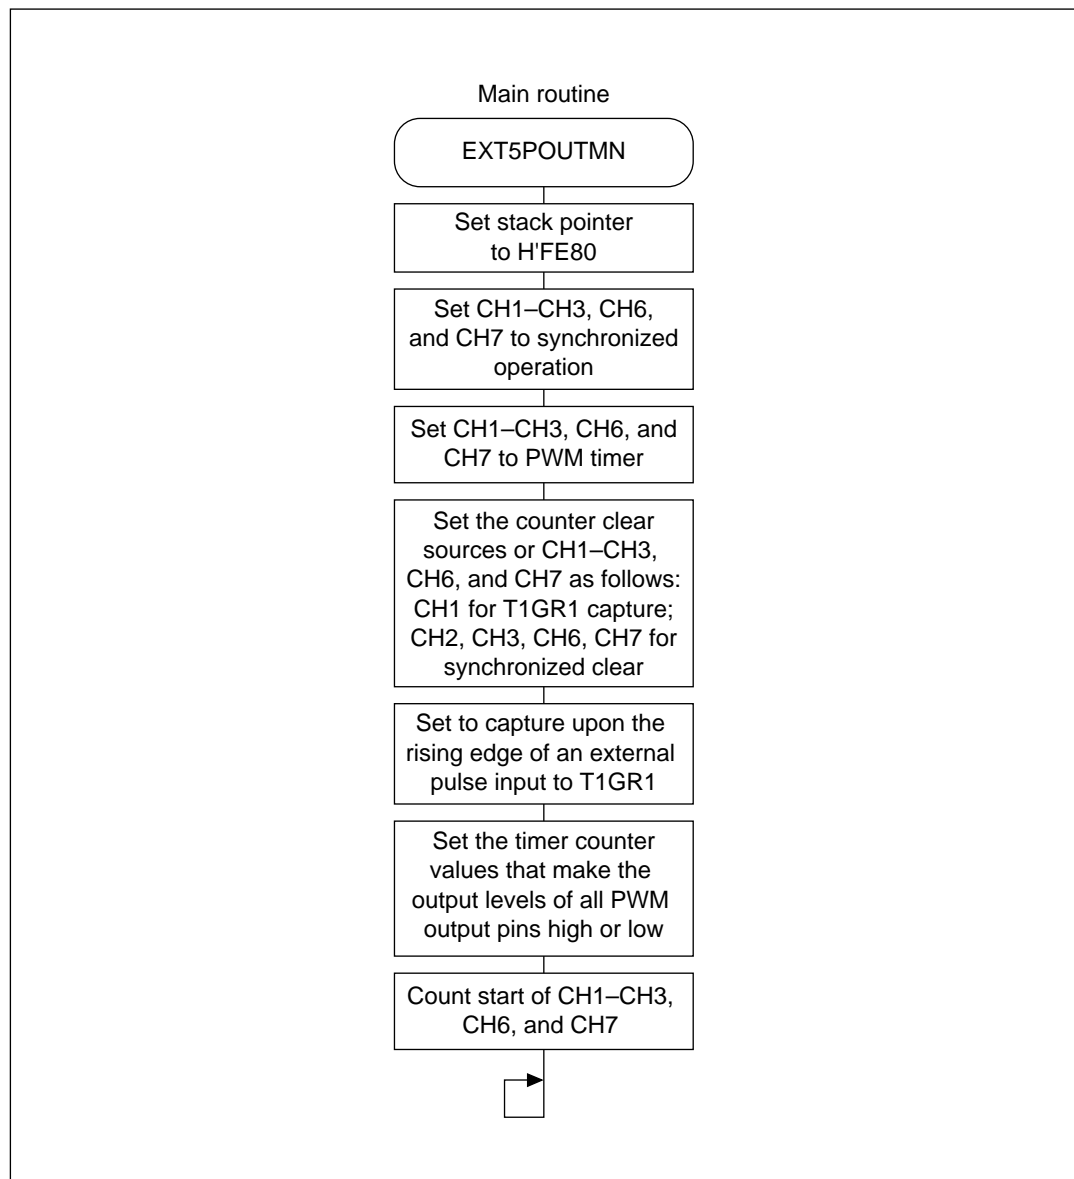 Main routine
EXT5POUTMN
Set stack pointer
to H'FE80
Set CH1–CH3, CH6,
and CH7 to synchronized
operation
Set CH1–CH3, CH6, and
CH7 to PWM timer
Set the counter clear
sources or CH1–CH3,
CH6, and CH7 as follows:
CH1 for T1GR1 capture;
CH2, CH3, CH6, CH7 for
synchronized clear
Set to capture upon the
rising edge of an external
pulse input to T1GR1
Set the timer counter
values that make the
output levels of all PWM
output pins high or low
Count start of CH1–CH3,
CH6, and CH7